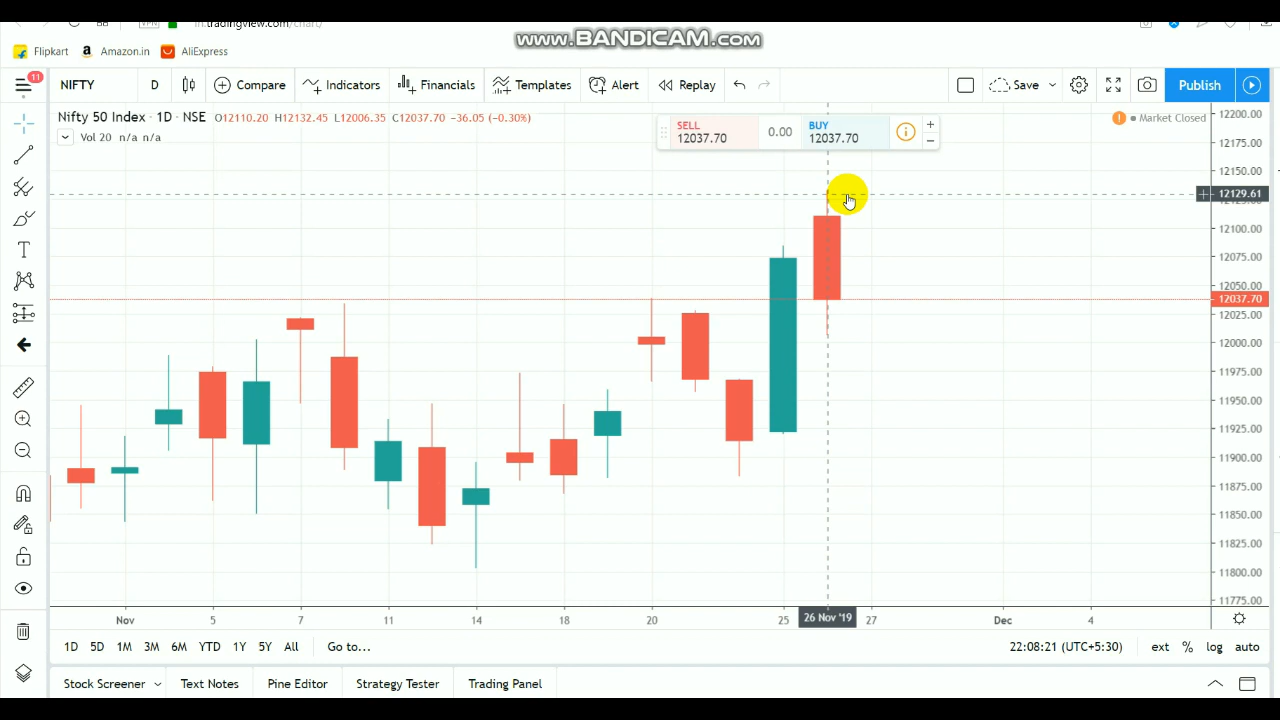 in.tradingview.com/chart/
VPN
www.BANDICAM.com
Flipkart Amazon.in AliExpress
11 NIFTY D Compare Indicators Financials Templates Alert Replay Save Publish
Nifty 50 Index · 1D · NSE O12110.20 H12132.45 L12006.35 C12037.70 −36.05 (−0.30%)
Vol 20 n/a n/a
SELL 12037.70 0.00 BUY 12037.70
Market Closed
12200.00
12175.00
12150.00
12129.61
12100.00
12075.00
12050.00
12037.70
12025.00
12000.00
11975.00
11950.00
11925.00
11900.00
11875.00
11850.00
11825.00
11800.00
11775.00
Nov 5 7 11 14 18 20 25 26 Nov '19 27 Dec 4
1D 5D 1M 3M 6M YTD 1Y 5Y All Go to... 22:08:21 (UTC+5:30) ext % log auto
Stock Screener Text Notes Pine Editor Strategy Tester Trading Panel